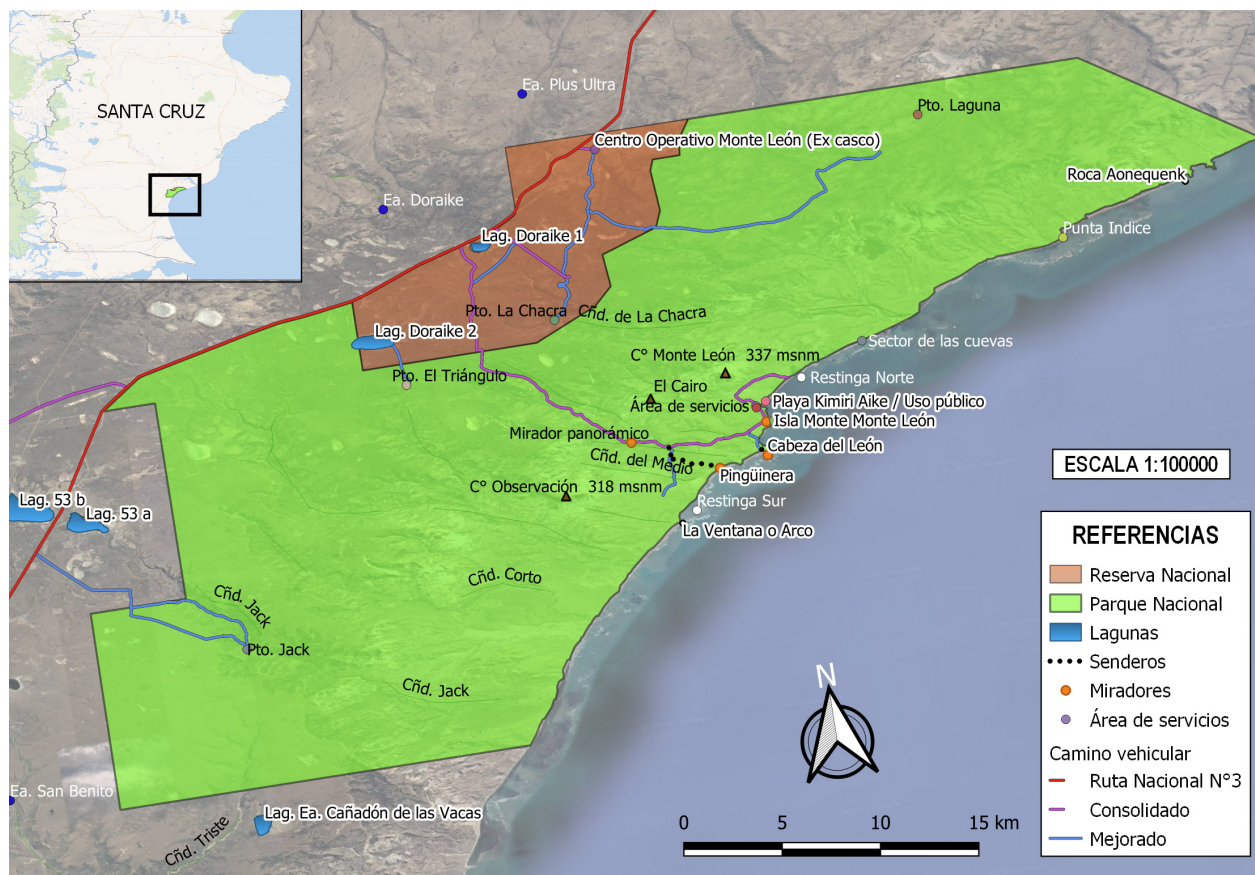 SANTA CRUZ
Ea. Plus Ultra
Pto. Laguna
Centro Operativo Monte León (Ex casco)
Roca Aonequenk
Ea. Doraike
Punta Indice
Lag. Doraike 1
Pto. La Chacra
Cñd. de La Chacra
Lag. Doraike 2
Sector de las cuevas
C° Monte León 337 msnm
Pto. El Triángulo
Restinga Norte
El Cairo
Área de servicios
Playa Kimiri Aike / Uso público
Isla Monte Monte León
Mirador panorámico
Cabeza del León
Cñd. del Medio
Pingüinera
ESCALA 1:100000
C° Observación 318 msnm
Lag. 53 b
Lag. 53 a
Restinga Sur
La Ventana o Arco
Cñd. Corto
Cñd. Jack
Pto. Jack
Cñd. Jack
Ea. San Benito
Lag. Ea. Cañadón de las Vacas
Cñd. Triste
N
0 5 10 15 km
REFERENCIAS
Reserva Nacional
Parque Nacional
Lagunas
Senderos
Miradores
Área de servicios
Camino vehicular
Ruta Nacional N°3
Consolidado
Mejorado